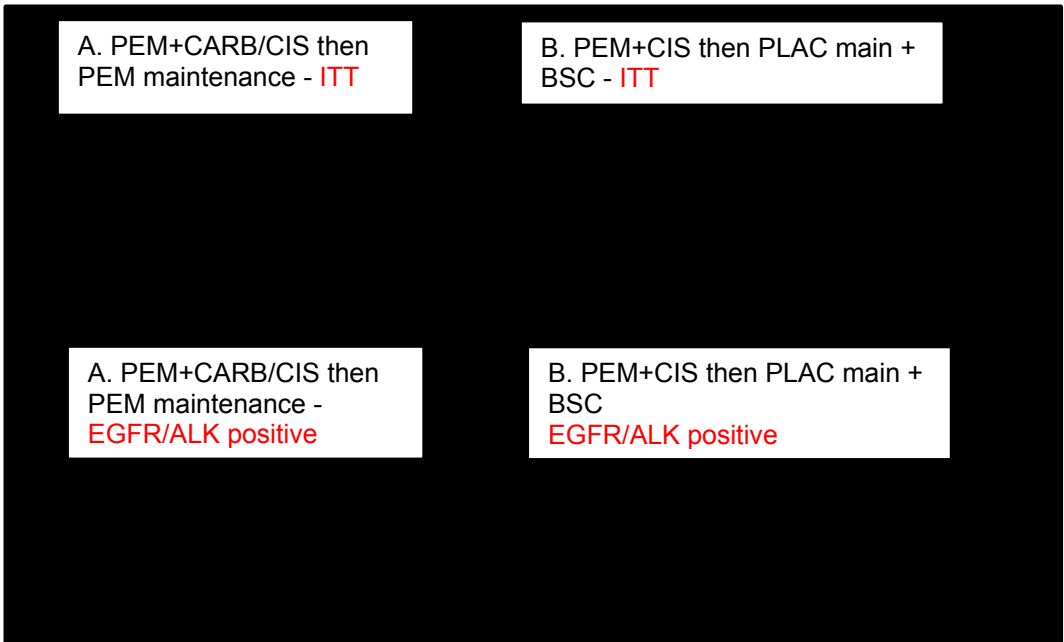 A. PEM+CARB/CIS then
PEM maintenance - ITT
B. PEM+CIS then PLAC main +
BSC - ITT
A. PEM+CARB/CIS then
PEM maintenance -
EGFR/ALK positive
B. PEM+CIS then PLAC main +
BSC
EGFR/ALK positive